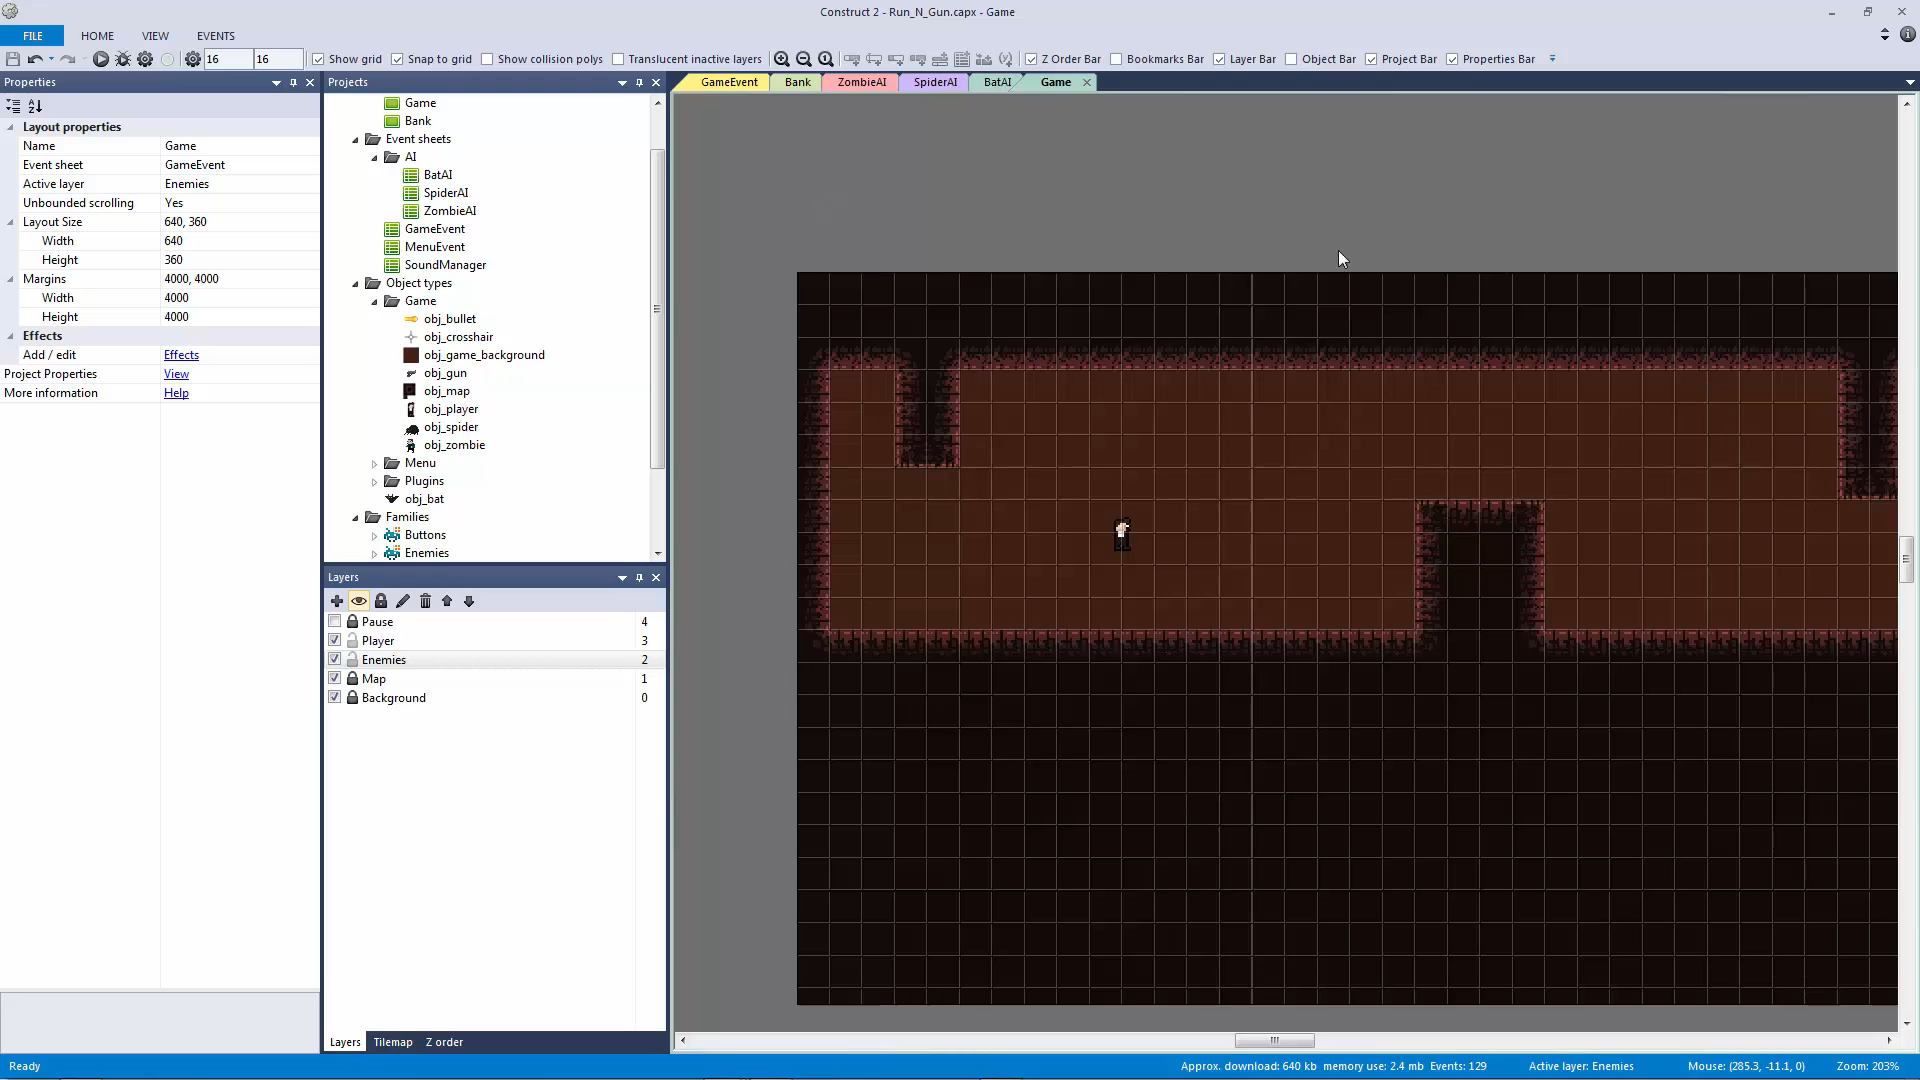 Construct 2 - Run_N_Gun.capx - Game
FILE HOME VIEW EVENTS
16 16 Show grid Snap to grid Show collision polys Translucent inactive layers Z Order Bar Bookmarks Bar Layer Bar Object Bar Project Bar Properties Bar
Properties
Layout properties
Name Game
Event sheet GameEvent
Active layer Enemies
Unbounded scrolling Yes
Layout Size 640, 360
Width 640
Height 360
Margins 4000, 4000
Width 4000
Height 4000
Effects
Add / edit Effects
Project Properties View
More information Help
Projects
Game
Bank
Event sheets
AI
BatAI
SpiderAI
ZombieAI
GameEvent
MenuEvent
SoundManager
Object types
Game
obj_bullet
obj_crosshair
obj_game_background
obj_gun
obj_map
obj_player
obj_spider
obj_zombie
Menu
Plugins
obj_bat
Families
Buttons
Enemies
Layers
Pause 4
Player 3
Enemies 2
Map 1
Background 0
Layers Tilemap Z order
GameEvent Bank ZombieAI SpiderAI BatAI Game
Ready
Approx. download: 640 kb memory use: 2.4 mb Events: 129 Active layer: Enemies Mouse: (285.3, -11.1, 0) Zoom: 203%